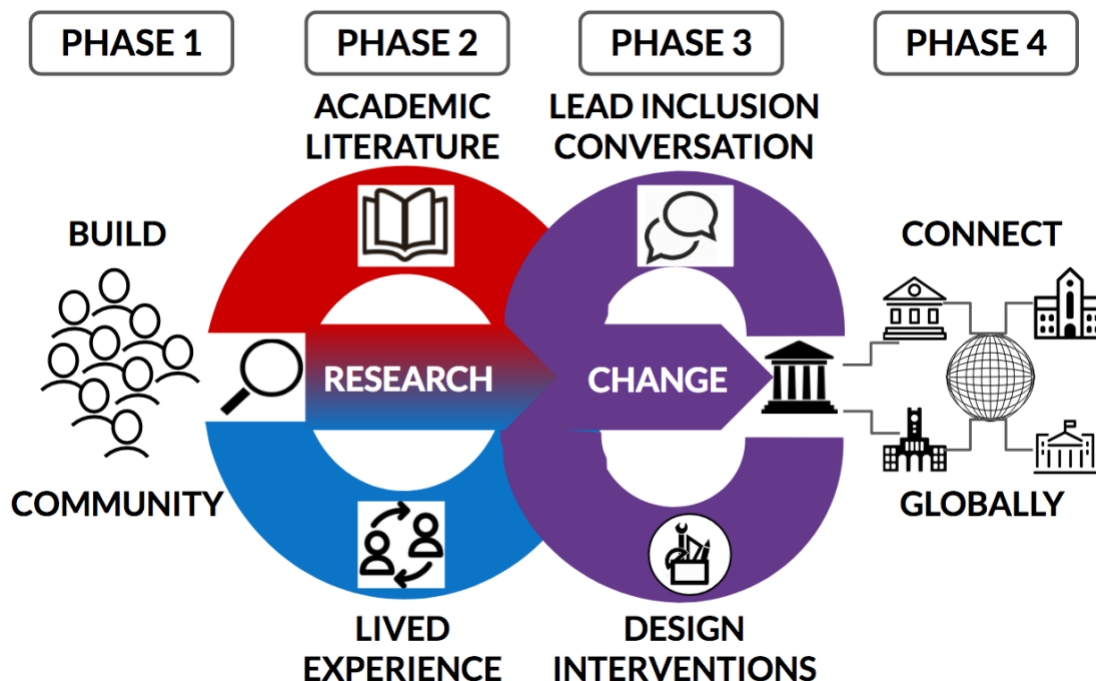 PHASE 1
PHASE 2
PHASE 3
PHASE 4
ACADEMIC
LITERATURE
LEAD INCLUSION
CONVERSATION
BUILD
CONNECT
RESEARCH
CHANGE
COMMUNITY
GLOBALLY
LIVED
EXPERIENCE
DESIGN
INTERVENTIONS